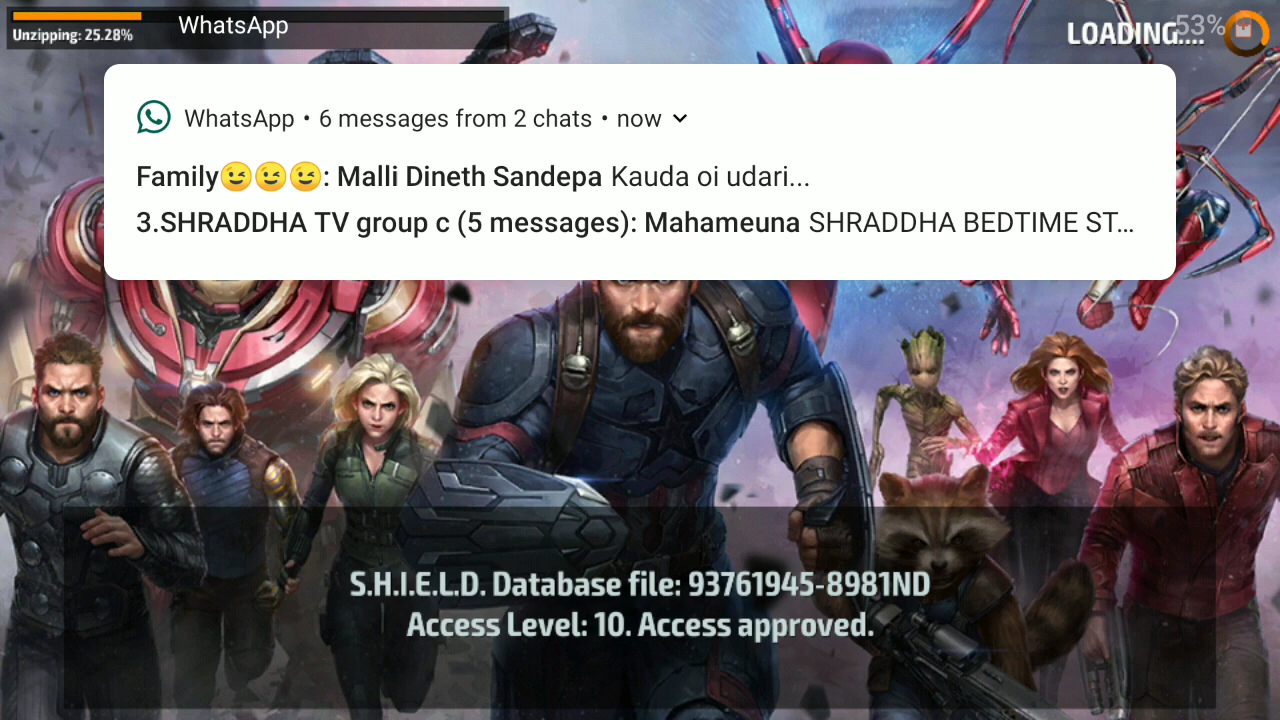 WhatsApp
Unzipping: 25.28%
LOADING....
53%
WhatsApp • 6 messages from 2 chats • now
Family😉😉😉: Malli Dineth Sandepa Kauda oi udari...
3.SHRADDHA TV group c (5 messages): Mahameuna SHRADDHA BEDTIME ST...
S.H.I.E.L.D. Database file: 93761945-8981ND
Access Level: 10. Access approved.